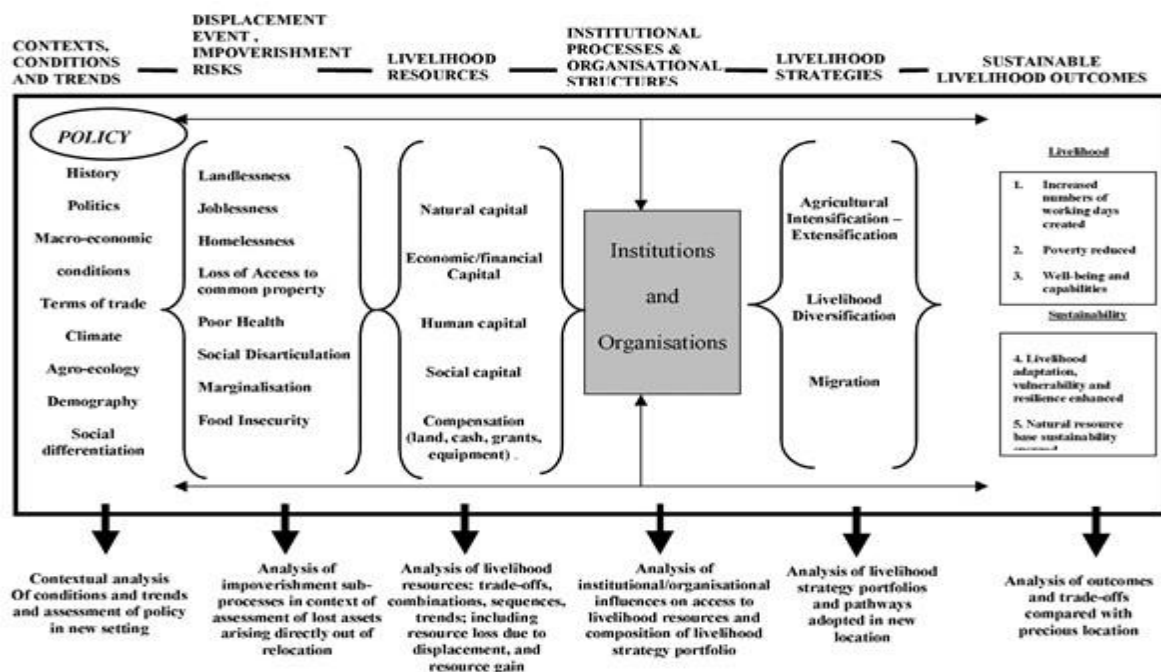 CONTEXTS,
CONDITIONS
AND TRENDS
DISPLACEMENT
EVENT ,
IMPOVERISHMENT
RISKS
LIVELIHOOD
RESOURCES
INSTITUTIONAL
PROCESSES &
ORGANISATIONAL
STRUCTURES
LIVELIHOOD
STRATEGIES
SUSTAINABLE
LIVELIHOOD OUTCOMES
POLICY
History
Politics
Macro-economic
conditions
Terms of trade
Climate
Agro-ecology
Demography
Social
differentiation
Landlessness
Joblessness
Homelessness
Loss of Access to
common property
Poor Health
Social Disarticulation
Marginalisation
Food Insecurity
Natural capital
Economic/financial
Capital
Human capital
Social capital
Compensation
(land, cash, grants,
equipment) .
Institutions
and
Organisations
Agricultural
Intensification –
Extensification
Livelihood
Diversification
Migration
Livelihood
1. Increased
numbers of
working days
created
2. Poverty reduced
3. Well-being and
capabilities
Sustainability
4. Livelihood
adaptation,
vulnerability and
resilience enhanced
5. Natural resource
base sustainability
Contextual analysis
Of conditions and trends
and assessment of policy
in new setting
Analysis of
impoverishment sub-
processes in context of
assessment of lost assets
arising directly out of
relocation
Analysis of livelihood
resources: trade-offs,
combinations, sequences,
trends; including
resource loss due to
displacement, and
resource gain
Analysis of
institutional/organisational
influences on access to
livelihood resources and
composition of livelihood
strategy portfolio
Analysis of livelihood
strategy portfolios
and pathways
adopted in new
location
Analysis of outcomes
and trade-offs
compared with
precious location